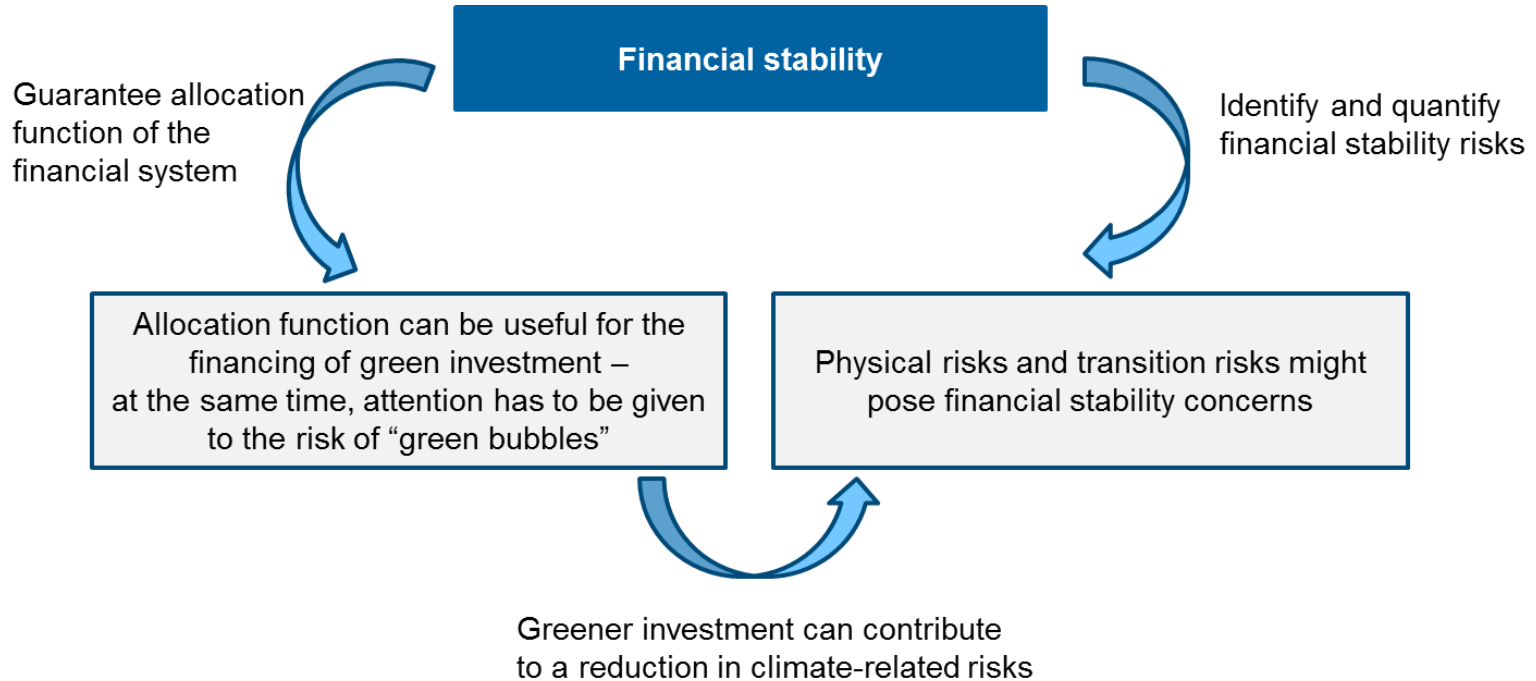 Financial stability
Guarantee allocation
function of the
financial system
Identify and quantify
financial stability risks
Allocation function can be useful for the
financing of green investment –
at the same time, attention has to be given
to the risk of “green bubbles”
Physical risks and transition risks might
pose financial stability concerns
Greener investment can contribute
to a reduction in climate-related risks